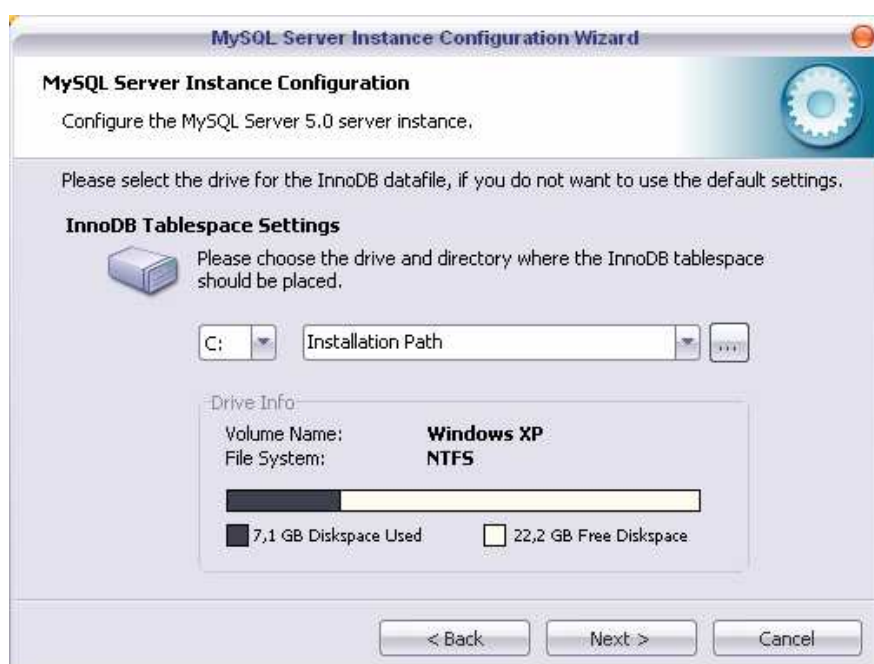 MySQL Server Instance Configuration Wizard
MySQL Server Instance Configuration
Configure the MySQL Server 5.0 server instance.
Please select the drive for the InnoDB datafile, if you do not want to use the default settings.
InnoDB Tablespace Settings
Please choose the drive and directory where the InnoDB tablespace
should be placed.
C: Installation Path ...
Drive Info
Volume Name: Windows XP
File System: NTFS
7,1 GB Diskspace Used 22,2 GB Free Diskspace
< Back Next > Cancel